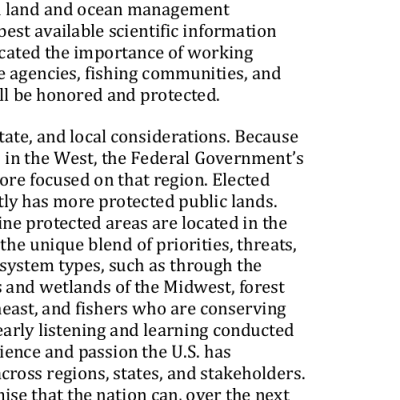 land and ocean management
best available scientific information
cated the importance of working
agencies, fishing communities, and
ll be honored and protected.
tate, and local considerations. Because
in the West, the Federal Government’s
ore focused on that region. Elected
tly has more protected public lands.
ine protected areas are located in the
the unique blend of priorities, threats,
system types, such as through the
and wetlands of the Midwest, forest
east, and fishers who are conserving
early listening and learning conducted
ience and passion the U.S. has
across regions, states, and stakeholders.
mise that the nation can, over the next